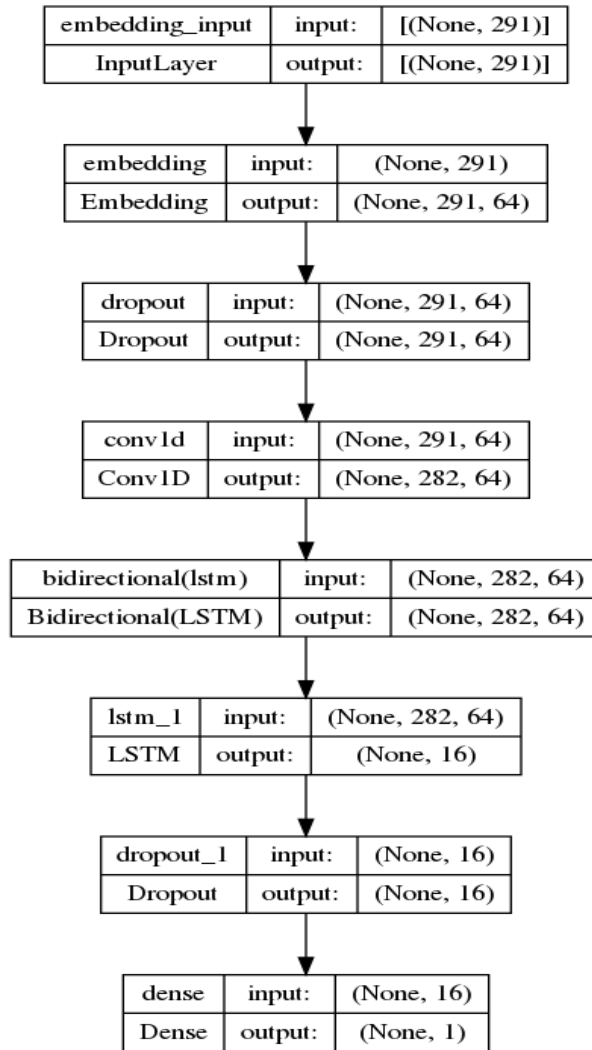 embedding_input input: [(None, 291)]
InputLayer output: [(None, 291)]
embedding input: (None, 291)
Embedding output: (None, 291, 64)
dropout input: (None, 291, 64)
Dropout output: (None, 291, 64)
conv1d input: (None, 291, 64)
Conv1D output: (None, 282, 64)
bidirectional(lstm) input: (None, 282, 64)
Bidirectional(LSTM) output: (None, 282, 64)
lstm_1 input: (None, 282, 64)
LSTM output: (None, 16)
dropout_1 input: (None, 16)
Dropout output: (None, 16)
dense input: (None, 16)
Dense output: (None, 1)